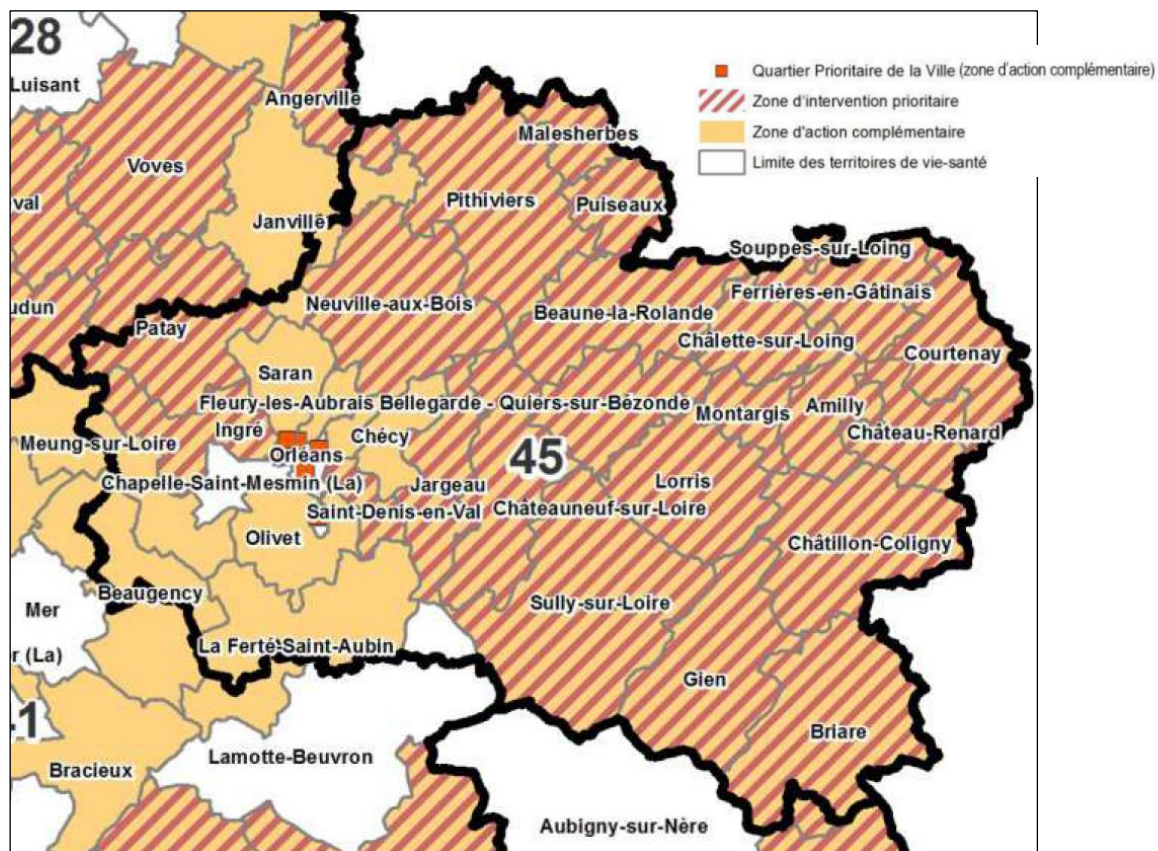 28
Luisant
Angerville
Quartier Prioritaire de la Ville (zone d'action complémentaire)
Zone d'intervention prioritaire
Zone d'action complémentaire
Limite des territoires de vie-santé
Malesherbes
Voves
Pithiviers
Puiseaux
val
Janville
Souppes-sur-Loing
Ferrières-en-Gâtinais
udun
Neuville-aux-Bois
Beaune-la-Rolande
Patay
Châlette-sur-Loing
Courtenay
Saran
Fleury-les-Aubrais
Bellegarde - Quiers-sur-Bézonde
Montargis
Amilly
Ingré
Chécy
Château-Renard
Meung-sur-Loire
Orléans
45
Chapelle-Saint-Mesmin (La)
Jargeau
Lorris
Saint-Denis-en-Val
Châteauneuf-sur-Loire
Olivet
Châtillon-Coligny
Beaugency
Sully-sur-Loire
Mer
La Ferté-Saint-Aubin
r (La)
Gien
41
Briare
Lamotte-Beuvron
Bracieux
Aubigny-sur-Nère